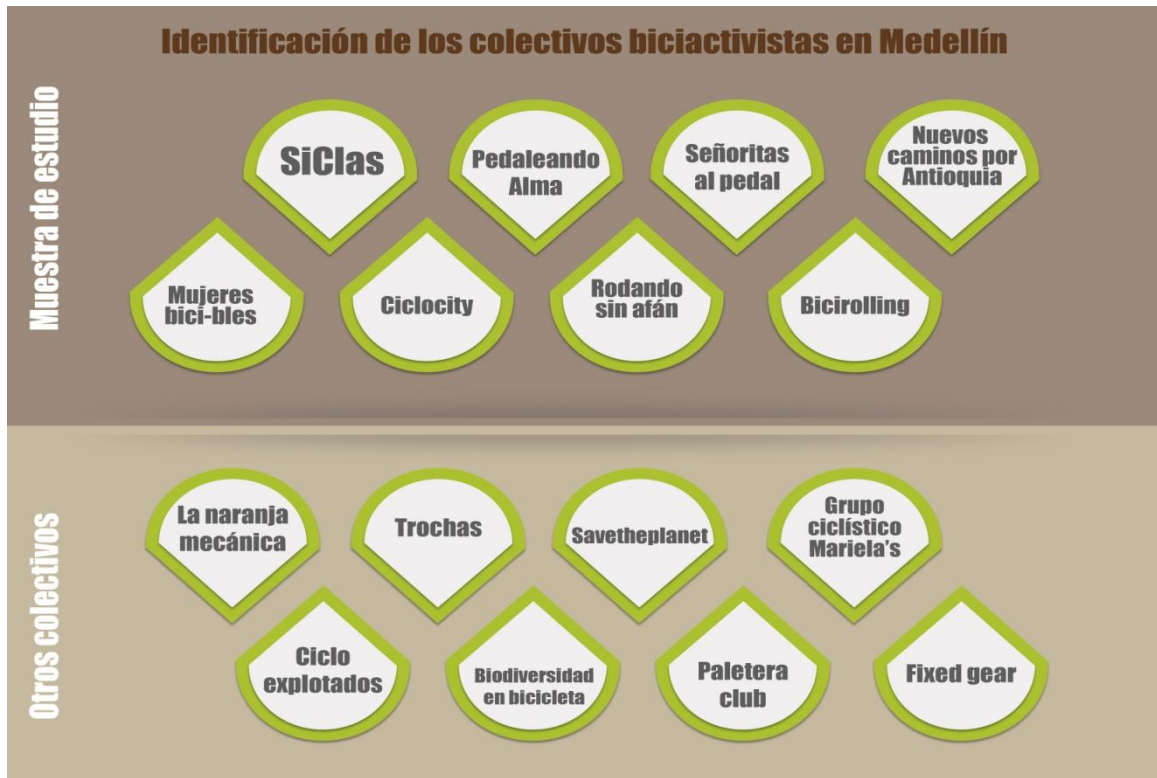 Identificación de los colectivos biciactivistas en Medellín
Muestra de estudio
SiClas
Pedaleando
Alma
Señoritas
al pedal
Nuevos
caminos por
Antioquia
Mujeres
bici-bles
Ciclocity
Rodando
sin afán
Bicirolling
Otros colectivos
La naranja
mecánica
Trochas
Savetheplanet
Grupo
ciclístico
Mariela's
Ciclo
explotados
Biodiversidad
en bicicleta
Paletera
club
Fixed gear